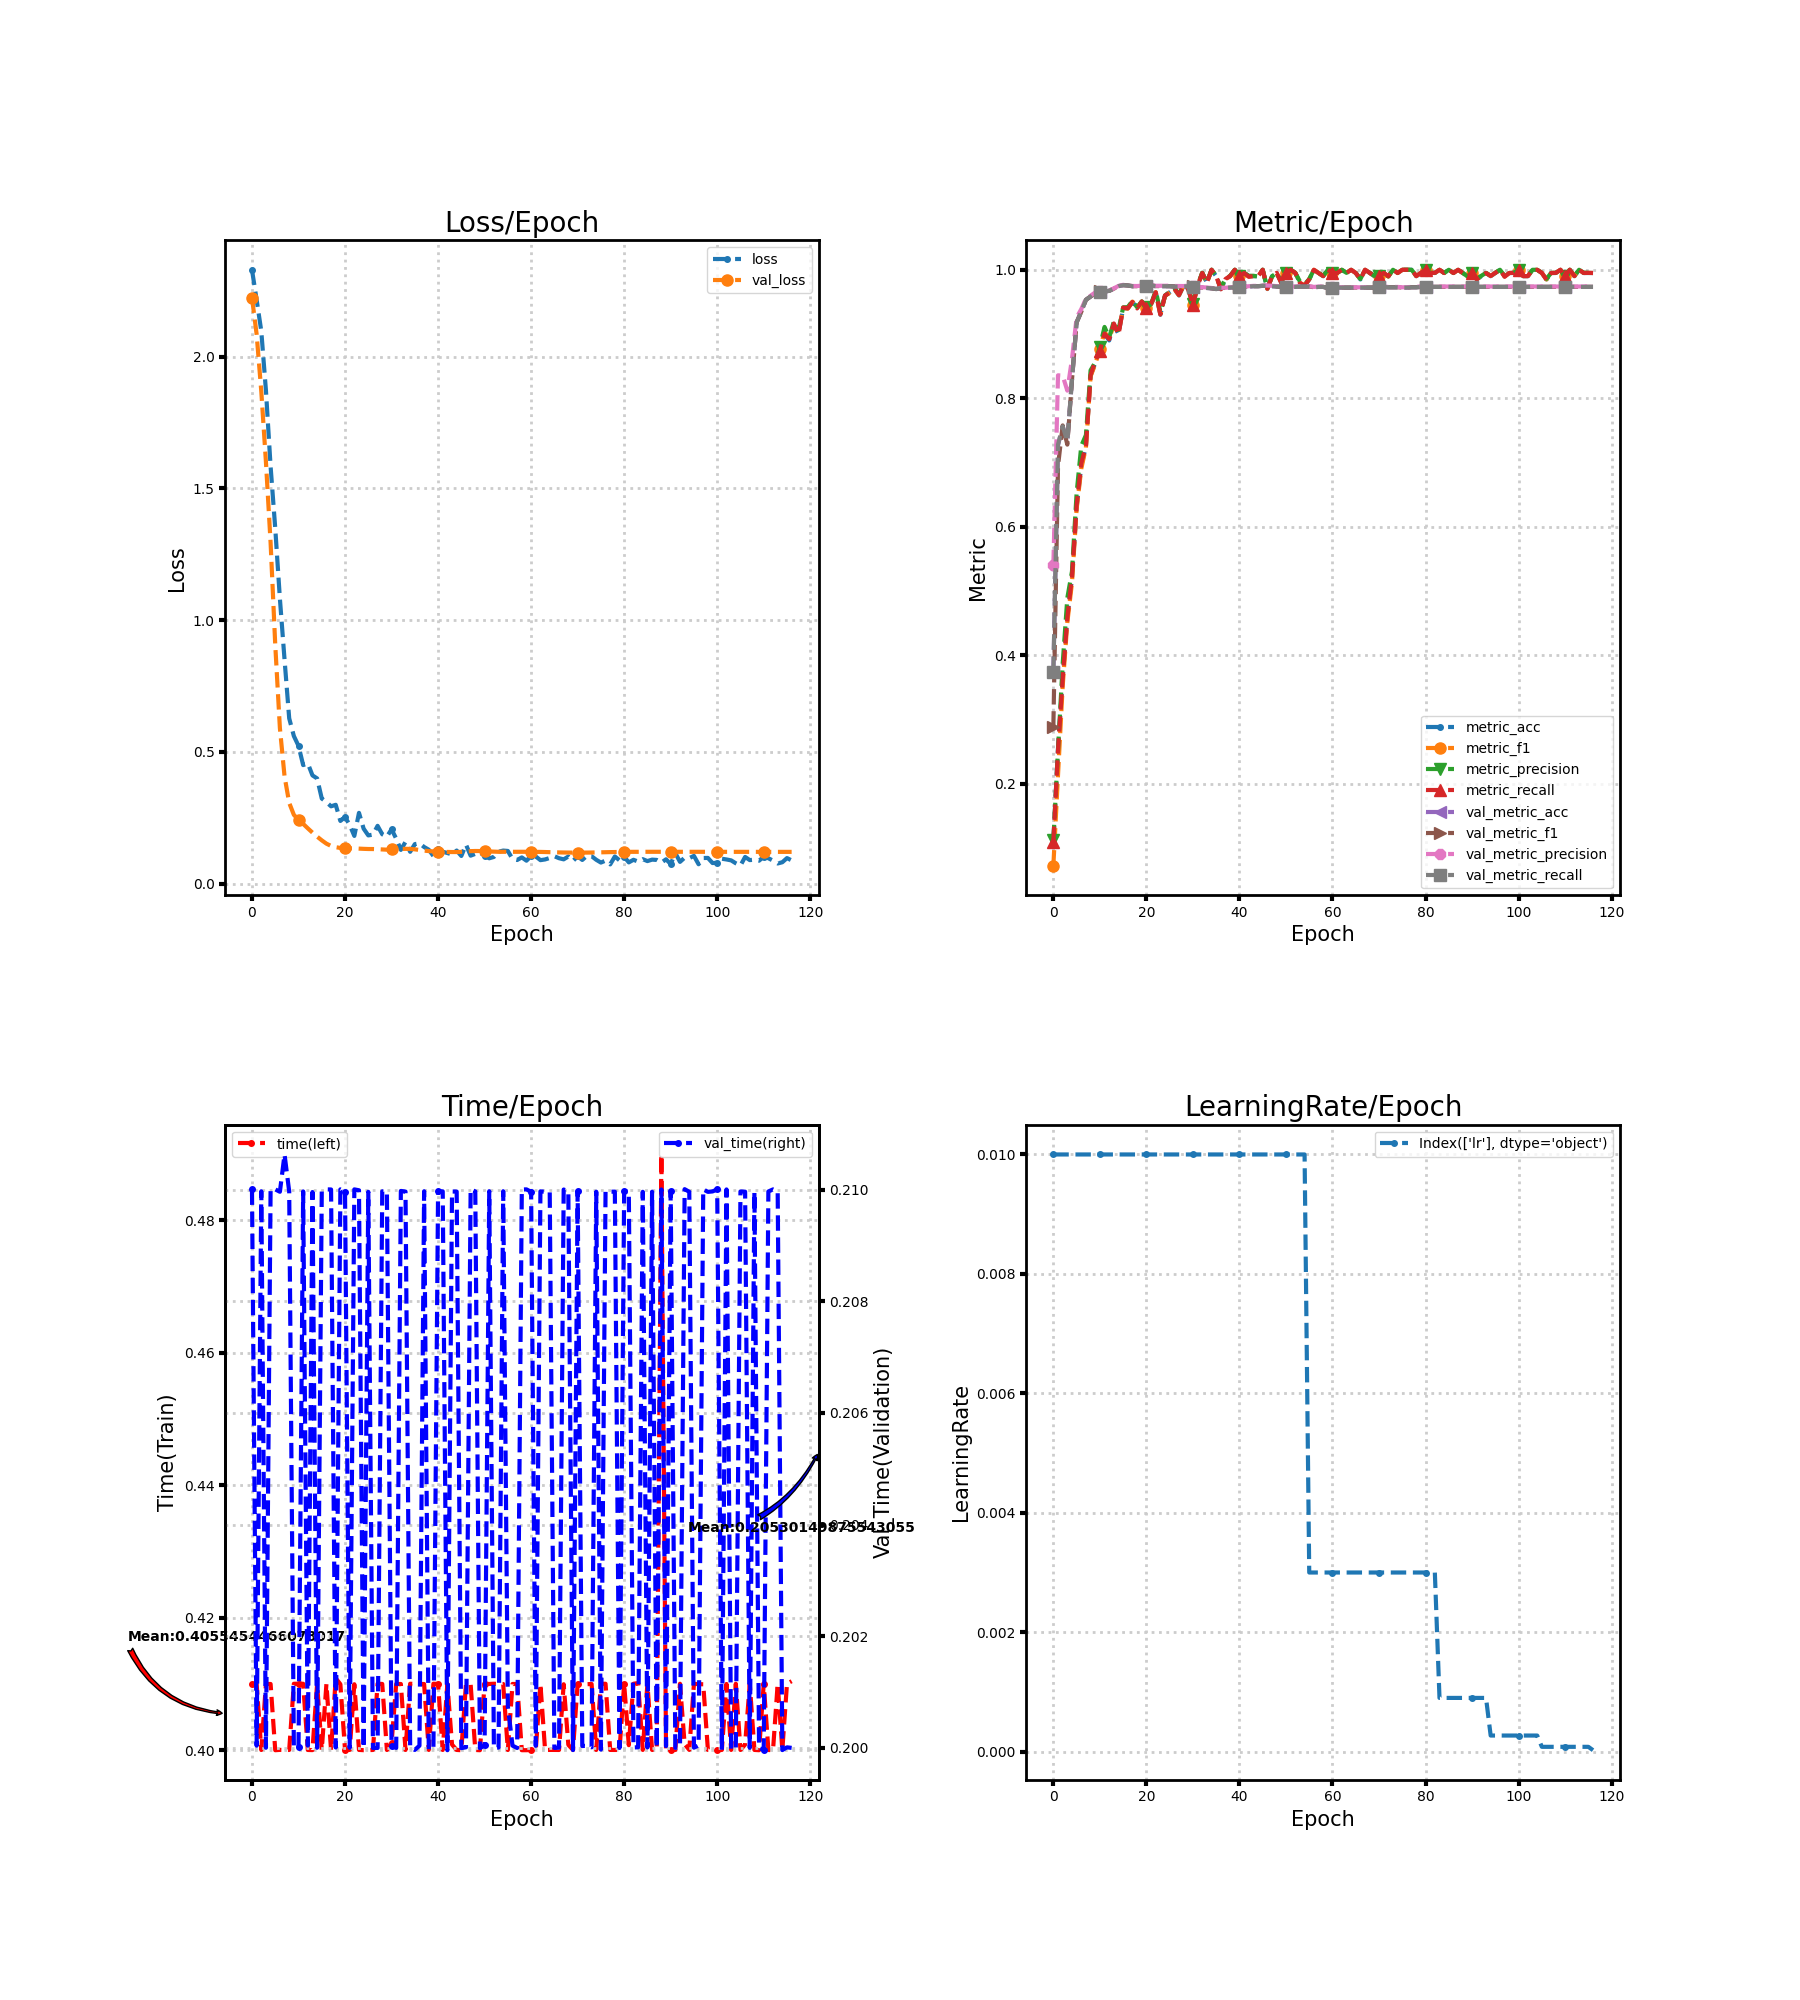 Loss/Epoch
loss
val_loss
Loss
2.0
1.5
1.0
0.5
0.0
0 20 40 60 80 100 120
Epoch
Metric/Epoch
Metric
1.0
0.8
0.6
0.4
0.2
metric_acc
metric_f1
metric_precision
metric_recall
val_metric_acc
val_metric_f1
val_metric_precision
val_metric_recall
0 20 40 60 80 100 120
Epoch
Time/Epoch
time(left)
val_time(right)
Time(Train)
0.48
0.46
0.44
0.42
0.40
0.210
0.208
0.206
0.204
0.202
0.200
Val_Time(Validation)
0 20 40 60 80 100 120
Epoch
LearningRate/Epoch
Index(['lr'], dtype='object')
LearningRate
0.010
0.008
0.006
0.004
0.002
0.000
0 20 40 60 80 100 120
Epoch